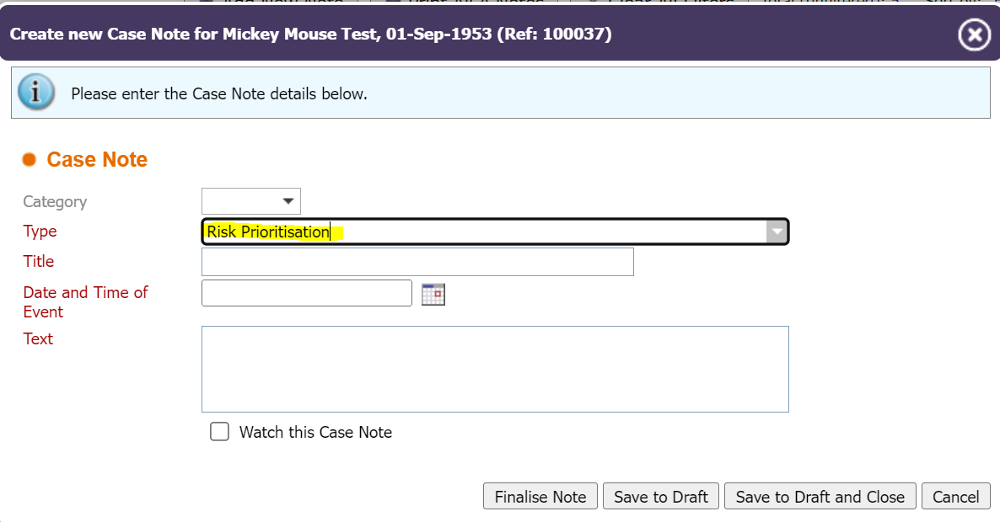 Create new Case Note for Mickey Mouse Test, 01-Sep-1953 (Ref: 100037)
Please enter the Case Note details below.
Case Note
Category
Type Risk Prioritisation
Title
Date and Time of
Event
Text
Watch this Case Note
Finalise Note Save to Draft Save to Draft and Close Cancel